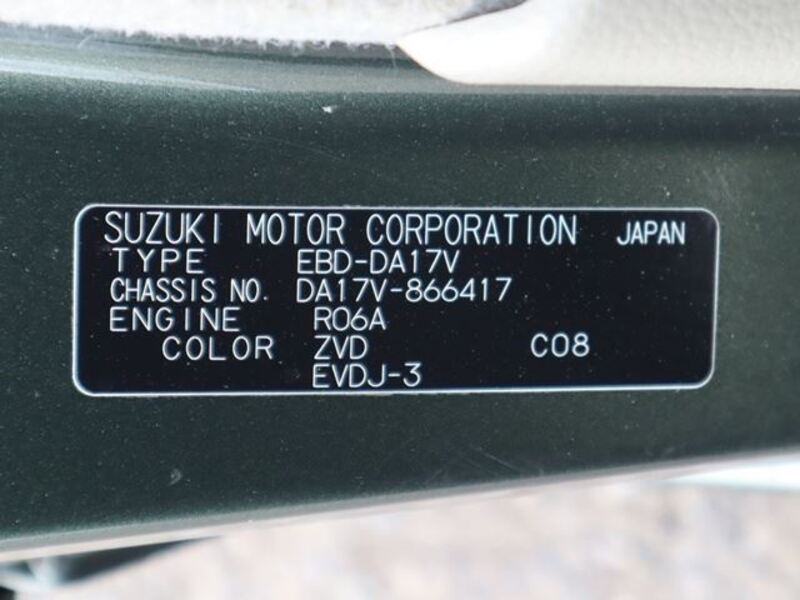 SUZUKI MOTOR CORPORATION JAPAN
TYPE EBD-DA17V
CHASSIS NO. DA17V-866417
ENGINE R06A
COLOR ZVD C08
EVDJ-3